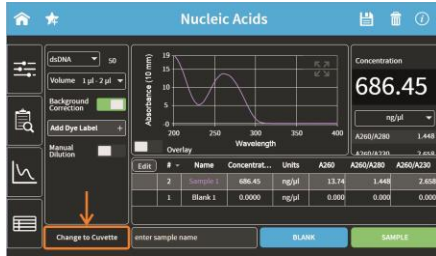 Nucleic Acids
dsDNA 50
Volume 1 µl - 2 µl
Background
Correction
Add Dye Label +
Manual
Dilution
Change to Cuvette
Absorbance (10 mm)
19
15
10
5
-0
200 250 300 350 400
Wavelength
Overlay
Concentration
686.45
ng/µl
A260/A280 1.448
A260/A230 2.658
Edit # Name Concentrat... Units A260 A260/A280 A260/A230
2 Sample 1 686.45 ng/µl 13.74 1.448 2.658
1 Blank 1 0.0000 ng/µl 0.000 0.000 0.000
enter sample name
BLANK
SAMPLE